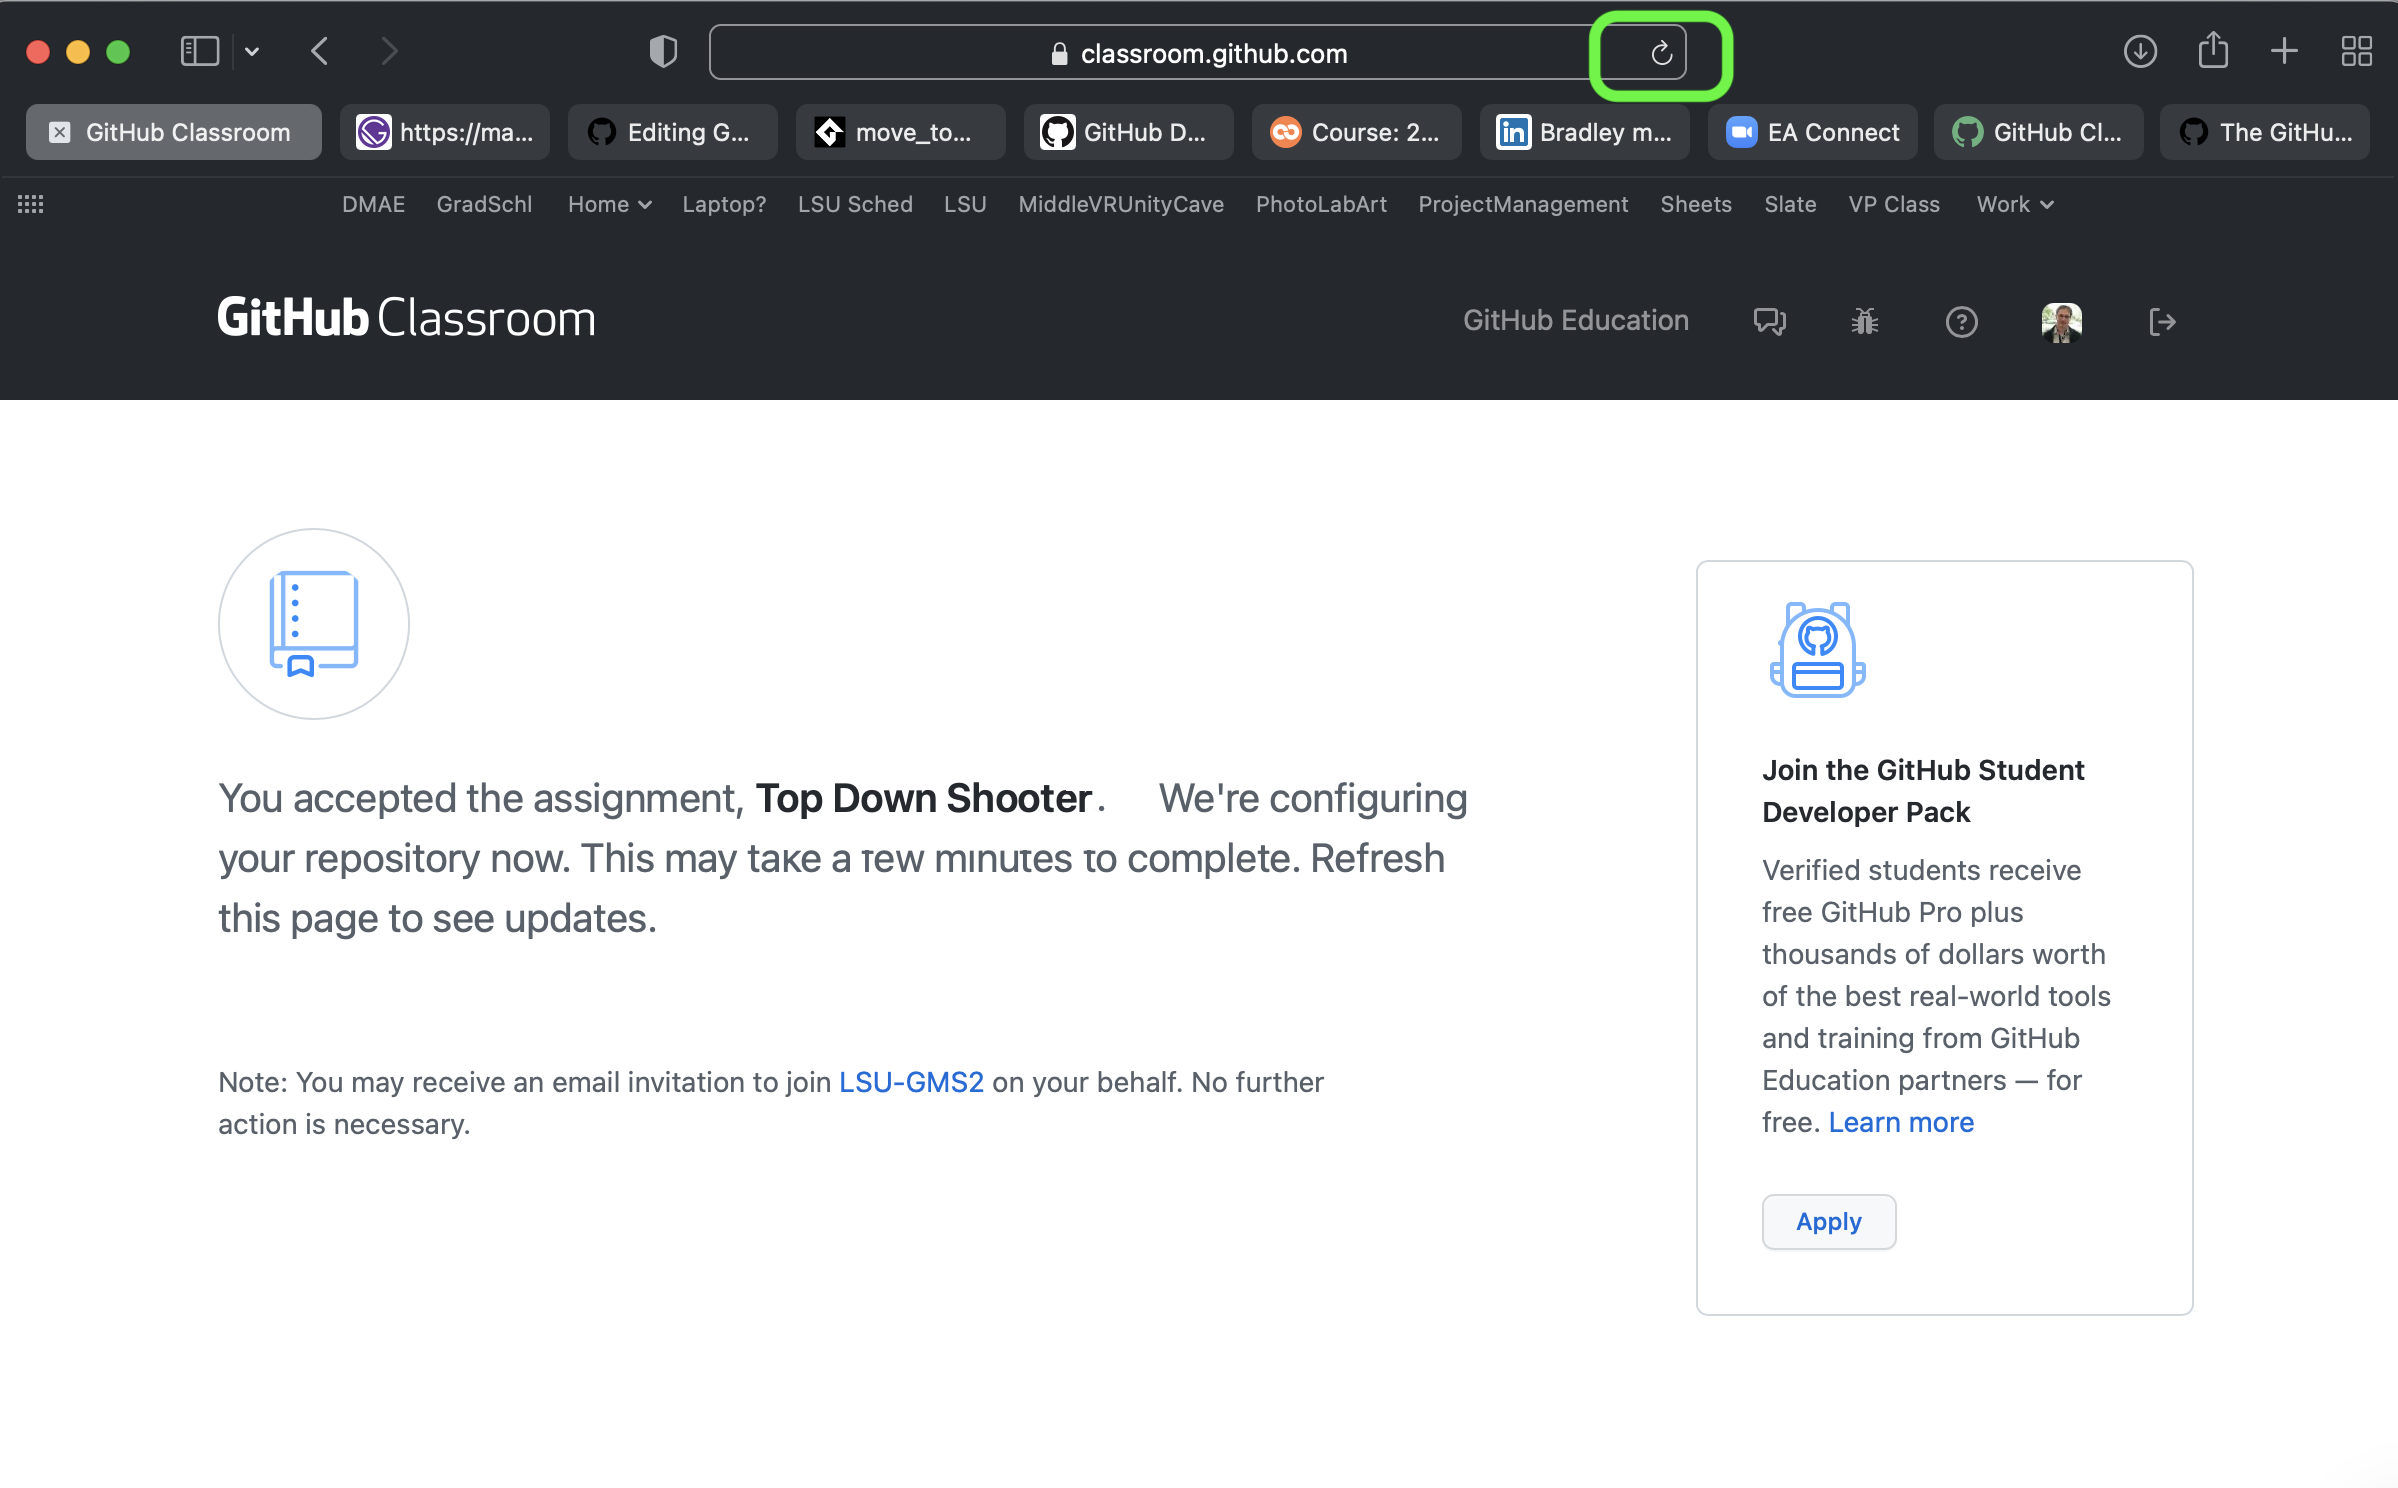 classroom.github.com
GitHub Classroom
https://ma...
Editing G...
move_to...
GitHub D...
Course: 2...
in
Bradley m...
EA Connect
GitHub Cl...
The GitHu...
DMAE GradSchl Home Laptop? LSU Sched LSU MiddleVRUnityCave PhotoLabArt ProjectManagement Sheets Slate VP Class Work
GitHub Classroom
GitHub Education
You accepted the assignment, Top Down Shooter. We're configuring
your repository now. This may take a few minutes to complete. Refresh
this page to see updates.
Note: You may receive an email invitation to join LSU-GMS2 on your behalf. No further
action is necessary.
Join the GitHub Student
Developer Pack
Verified students receive
free GitHub Pro plus
thousands of dollars worth
of the best real-world tools
and training from GitHub
Education partners — for
free. Learn more
Apply